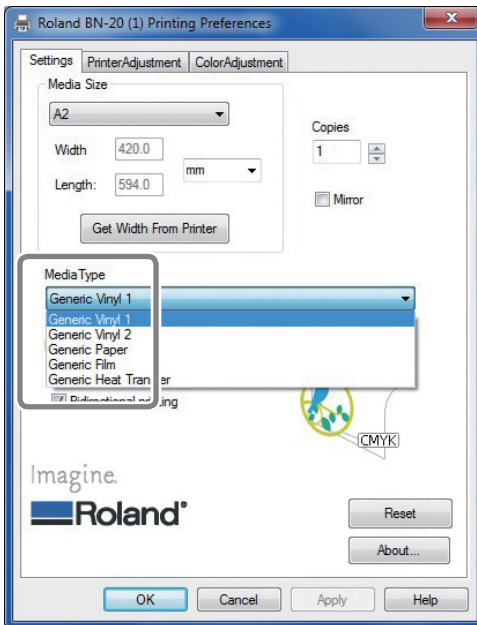 Roland BN-20 (1) Printing Preferences
Settings PrinterAdjustment ColorAdjustment
Media Size
A2
Width 420.0
mm
Length: 594.0
Get Width From Printer
Copies
1
Mirror
MediaType
Generic Vinyl 1
Generic Vinyl 1
Generic Vinyl 2
Generic Paper
Generic Film
Generic Heat Transfer
Bidirectional printing
CMYK
Imagine.
Roland®
Reset
About...
OK Cancel Apply Help